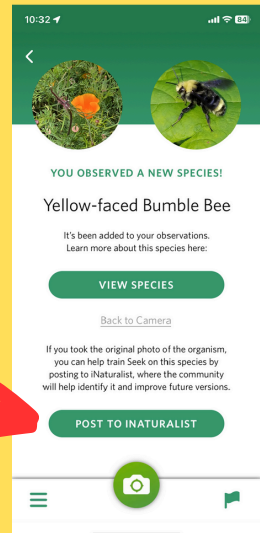 10:32
84
YOU OBSERVED A NEW SPECIES!
Yellow-faced Bumble Bee
It's been added to your observations.
Learn more about this species here:
VIEW SPECIES
Back to Camera
If you took the original photo of the organism,
you can help train Seek on this species by
posting to iNaturalist, where the community
will help identify it and improve future versions.
POST TO INATURALIST